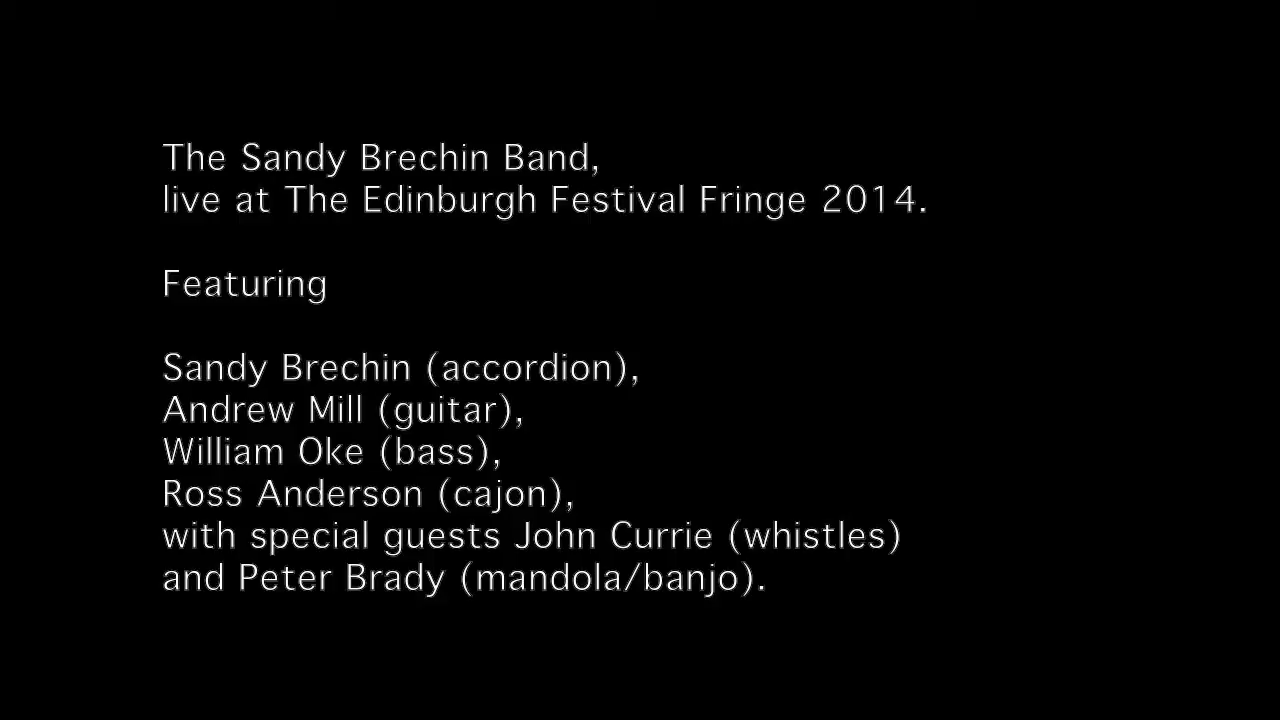 The Sandy Brechin Band,
live at The Edinburgh Festival Fringe 2014.
Featuring
Sandy Brechin (accordion),
Andrew Mill (guitar),
William Oke (bass),
Ross Anderson (cajon),
with special guests John Currie (whistles)
and Peter Brady (mandola/banjo).